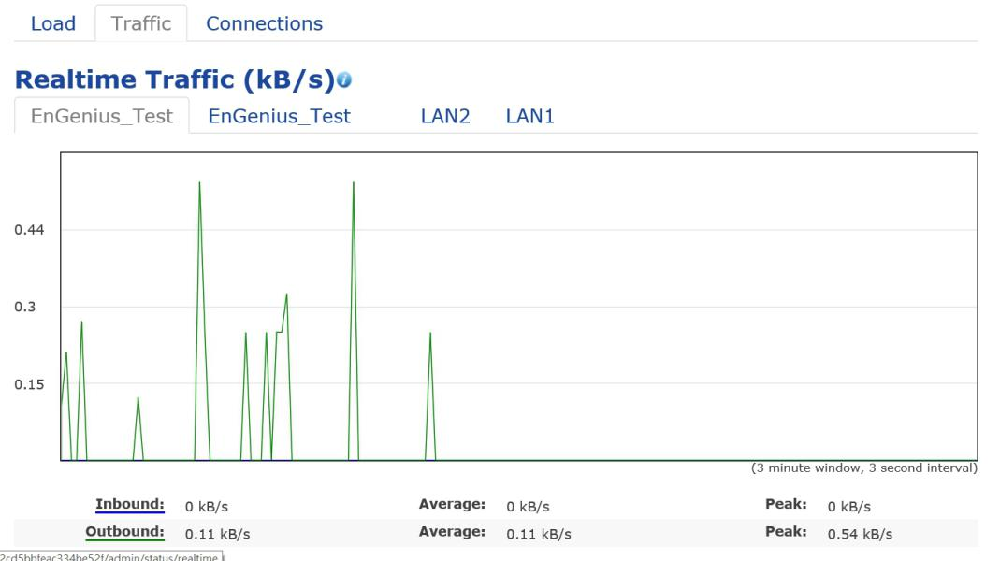 Load Traffic Connections
Realtime Traffic (kB/s)
EnGenius_Test EnGenius_Test LAN2 LAN1
0.44
0.3
0.15
(3 minute window, 3 second interval)
Inbound: 0 kB/s Average: 0 kB/s Peak: 0 kB/s
Outbound: 0.11 kB/s Average: 0.11 kB/s Peak: 0.54 kB/s
2cd5bbfeac334be52f/admin/status/realtime